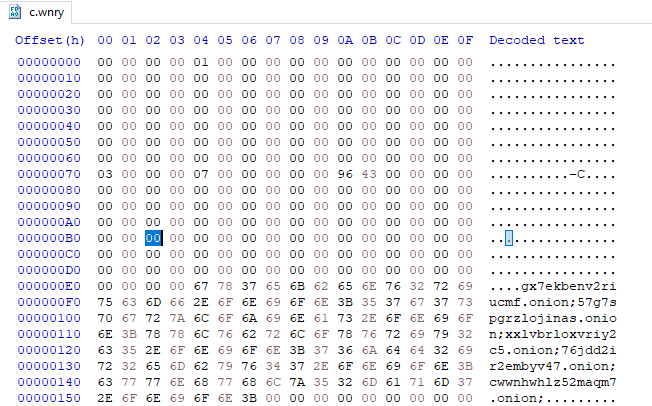 c.wnry
Offset(h) 00 01 02 03 04 05 06 07 08 09 0A 0B 0C 0D 0E 0F Decoded text
00000000 00 00 00 00 01 00 00 00 00 00 00 00 00 00 00 00 ................
00000010 00 00 00 00 00 00 00 00 00 00 00 00 00 00 00 00 ................
00000020 00 00 00 00 00 00 00 00 00 00 00 00 00 00 00 00 ................
00000030 00 00 00 00 00 00 00 00 00 00 00 00 00 00 00 00 ................
00000040 00 00 00 00 00 00 00 00 00 00 00 00 00 00 00 00 ................
00000050 00 00 00 00 00 00 00 00 00 00 00 00 00 00 00 00 ................
00000060 00 00 00 00 00 00 00 00 00 00 00 00 00 00 00 00 ................
00000070 03 00 00 00 07 00 00 00 00 00 96 43 00 00 00 00 ..........–C....
00000080 00 00 00 00 00 00 00 00 00 00 00 00 00 00 00 00 ................
00000090 00 00 00 00 00 00 00 00 00 00 00 00 00 00 00 00 ................
000000A0 00 00 00 00 00 00 00 00 00 00 00 00 00 00 00 00 ................
000000B0 00 00 00 00 00 00 00 00 00 00 00 00 00 00 00 00 ................
000000C0 00 00 00 00 00 00 00 00 00 00 00 00 00 00 00 00 ................
000000D0 00 00 00 00 00 00 00 00 00 00 00 00 00 00 00 00 ................
000000E0 00 00 00 00 67 78 37 65 6B 62 65 6E 76 32 72 69 ....gx7ekbenv2ri
000000F0 75 63 6D 66 2E 6F 6E 69 6F 6E 3B 35 37 67 37 73 ucmf.onion;57g7s
00000100 70 67 72 7A 6C 6F 6A 69 6E 61 73 2E 6F 6E 69 6F pgrzlojinas.onio
00000110 6E 3B 78 78 6C 76 62 72 6C 6F 78 76 72 69 79 32 n;xxlvbrloxvriy2
00000120 63 35 2E 6F 6E 69 6F 6E 3B 37 36 6A 64 64 32 69 c5.onion;76jdd2i
00000130 72 32 65 6D 62 79 76 34 37 2E 6F 6E 69 6F 6E 3B r2embyv47.onion;
00000140 63 77 77 6E 68 77 68 6C 7A 35 32 6D 61 71 6D 37 cwwnhwhlz52maqm7
00000150 2E 6F 6E 69 6F 6E 3B 00 00 00 00 00 00 00 00 00 .onion;.........